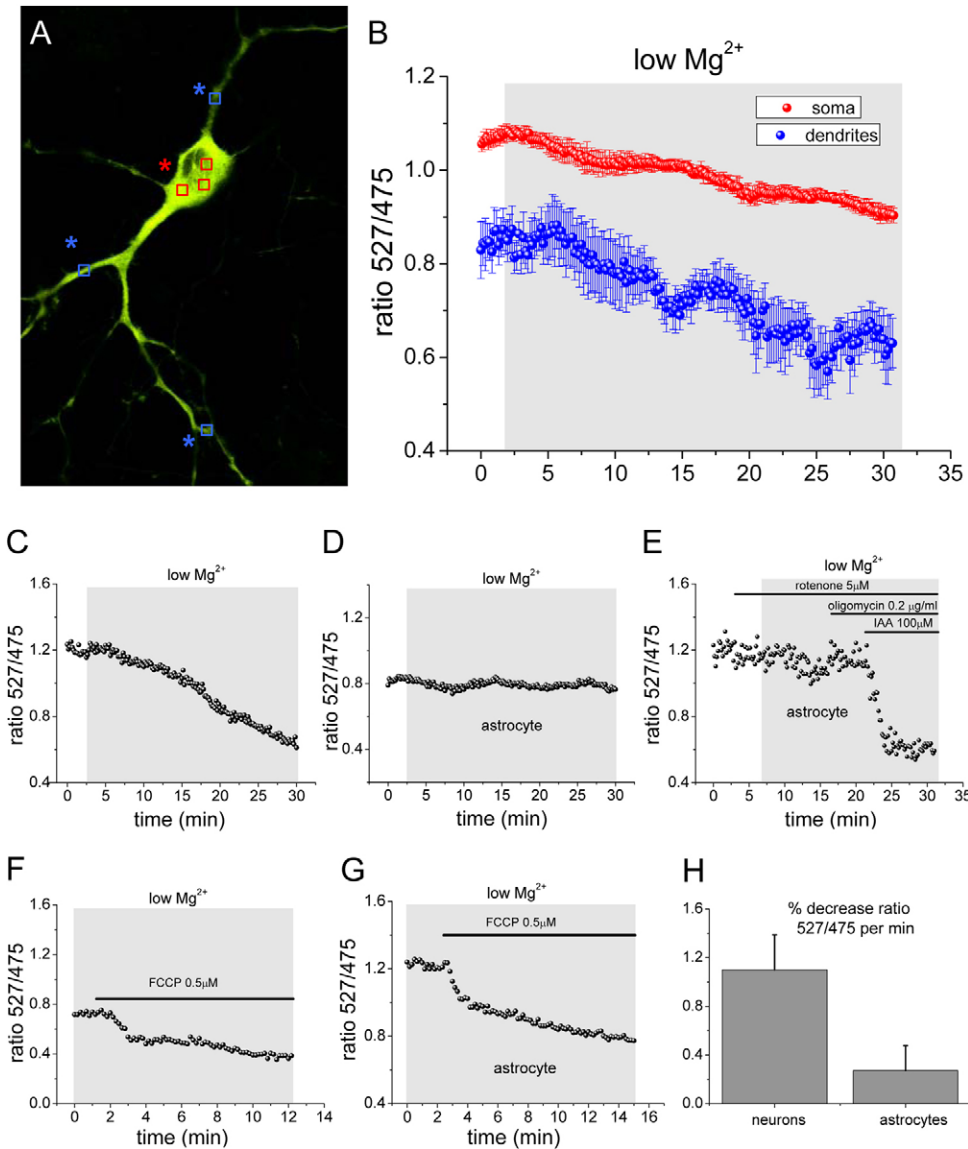 A
*
*
*
*
B
low Mg²⁺
soma
dendrites
ratio 527/475
1.2
1.0
0.8
0.6
0.4
0 5 10 15 20 25 30 35
C
low Mg²⁺
ratio 527/475
1.6
1.2
0.8
0.4
0 5 10 15 20 25 30
time (min)
D
low Mg²⁺
ratio 527/475
1.2
0.8
0.4
astrocyte
0 5 10 15 20 25 30
time (min)
E
low Mg²⁺
rotenone 5μM
oligomycin 0.2 μg/ml
IAA 100μM
ratio 527/475
1.6
1.2
0.8
0.4
astrocyte
0 5 10 15 20 25 30 35
time (min)
F
low Mg²⁺
FCCP 0.5μM
ratio 527/475
1.6
1.2
0.8
0.4
0.0
0 2 4 6 8 10 12 14
time (min)
G
low Mg²⁺
FCCP 0.5μM
ratio 527/475
1.6
1.2
0.8
0.4
astrocyte
0 2 4 6 8 10 12 14 16
time (min)
H
% decrease ratio
527/475 per min
1.6
1.2
0.8
0.4
0.0
neurons astrocytes